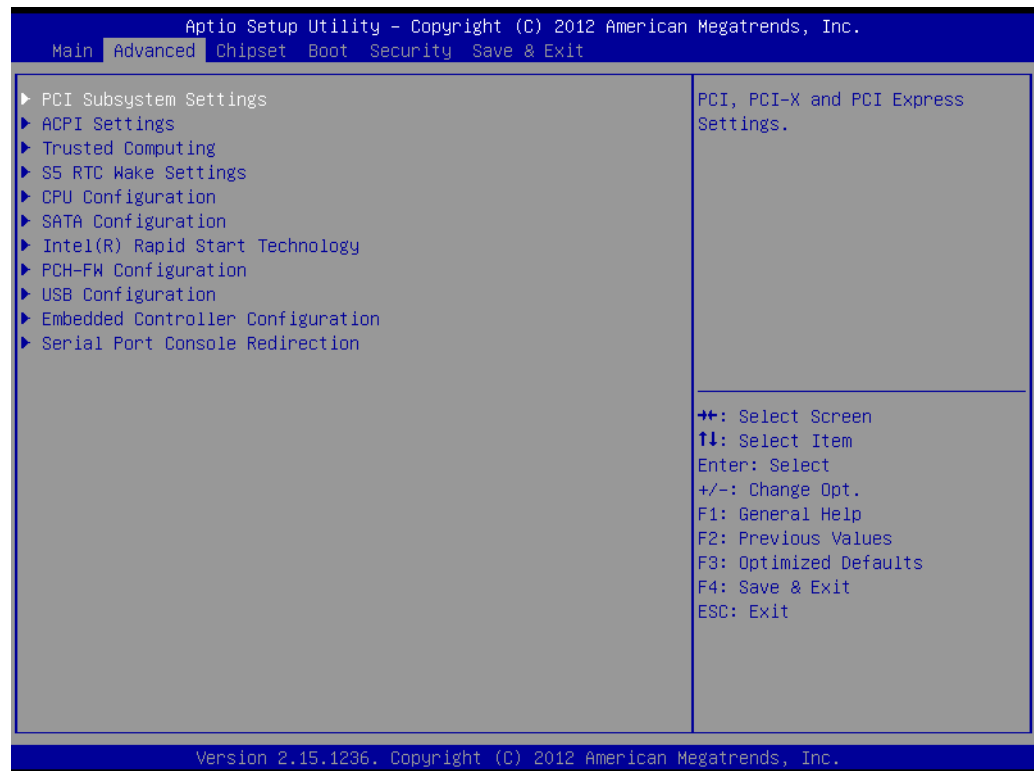 Aptio Setup Utility – Copyright (C) 2012 American Megatrends, Inc.
Main Advanced Chipset Boot Security Save & Exit
▶ PCI Subsystem Settings
▶ ACPI Settings
▶ Trusted Computing
▶ S5 RTC Wake Settings
▶ CPU Configuration
▶ SATA Configuration
▶ Intel(R) Rapid Start Technology
▶ PCH-FW Configuration
▶ USB Configuration
▶ Embedded Controller Configuration
▶ Serial Port Console Redirection
PCI, PCI-X and PCI Express
Settings.
→←: Select Screen
↑↓: Select Item
Enter: Select
+/-: Change Opt.
F1: General Help
F2: Previous Values
F3: Optimized Defaults
F4: Save & Exit
ESC: Exit
Version 2.15.1236. Copyright (C) 2012 American Megatrends, Inc.